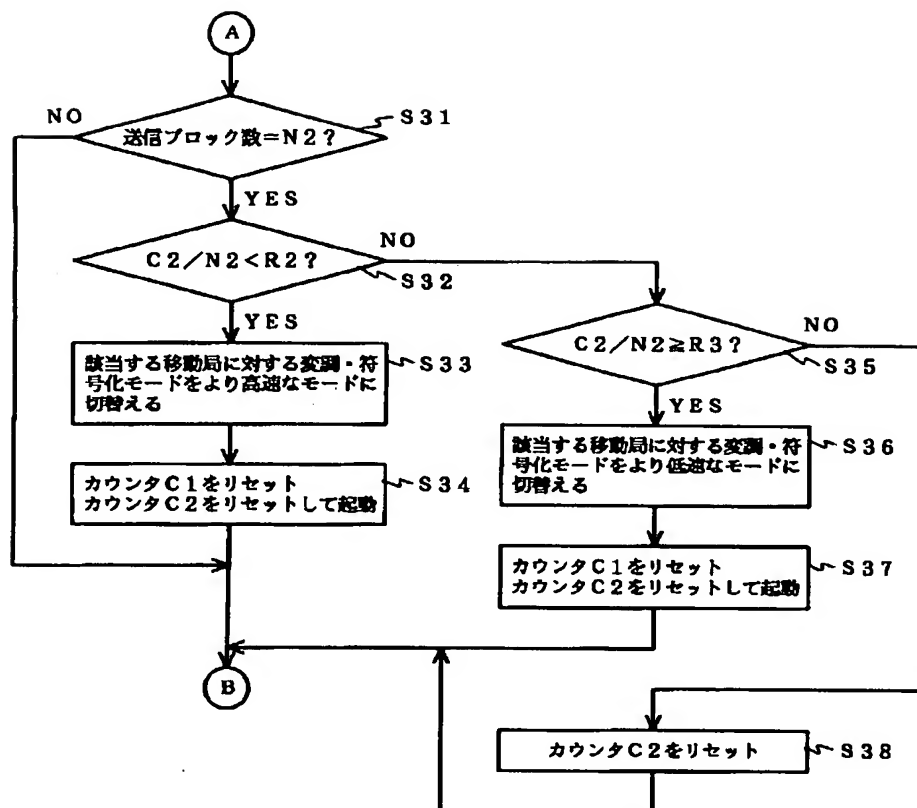 A
NO
送信ブロック数=N2?
S31
YES
C2/N2<R2?
NO
S32
YES
C2/N2≧R3?
NO
S35
YES
該当する移動局に対する変調・符
号化モードをより高速なモードに
切替える
S33
該当する移動局に対する変調・符
号化モードをより低速なモードに
切替える
S36
カウンタC1をリセット
カウンタC2をリセットして起動
S34
カウンタC1をリセット
カウンタC2をリセットして起動
S37
B
カウンタC2をリセット
S38